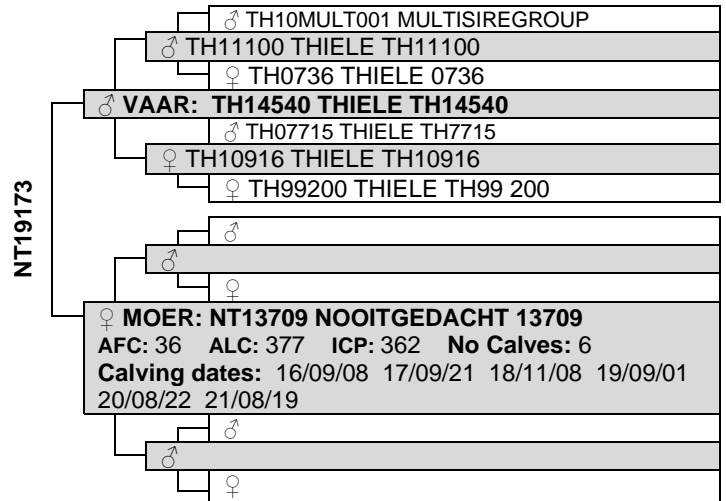 ♂ TH10MULT001 MULTISIREGROUP
♂ TH11100 THIELE TH11100
♀ TH0736 THIELE 0736
♂ VAAR: TH14540 THIELE TH14540
♂ TH07715 THIELE TH7715
♀ TH10916 THIELE TH10916
♀ TH99200 THIELE TH99 200
NT19173
♂
♂
♀
♀ MOER: NT13709 NOOITGEDACHT 13709
AFC: 36 ALC: 377 ICP: 362 No Calves: 6
Calving dates: 16/09/08 17/09/21 18/11/08 19/09/01
20/08/22 21/08/19
♂
♂
♀